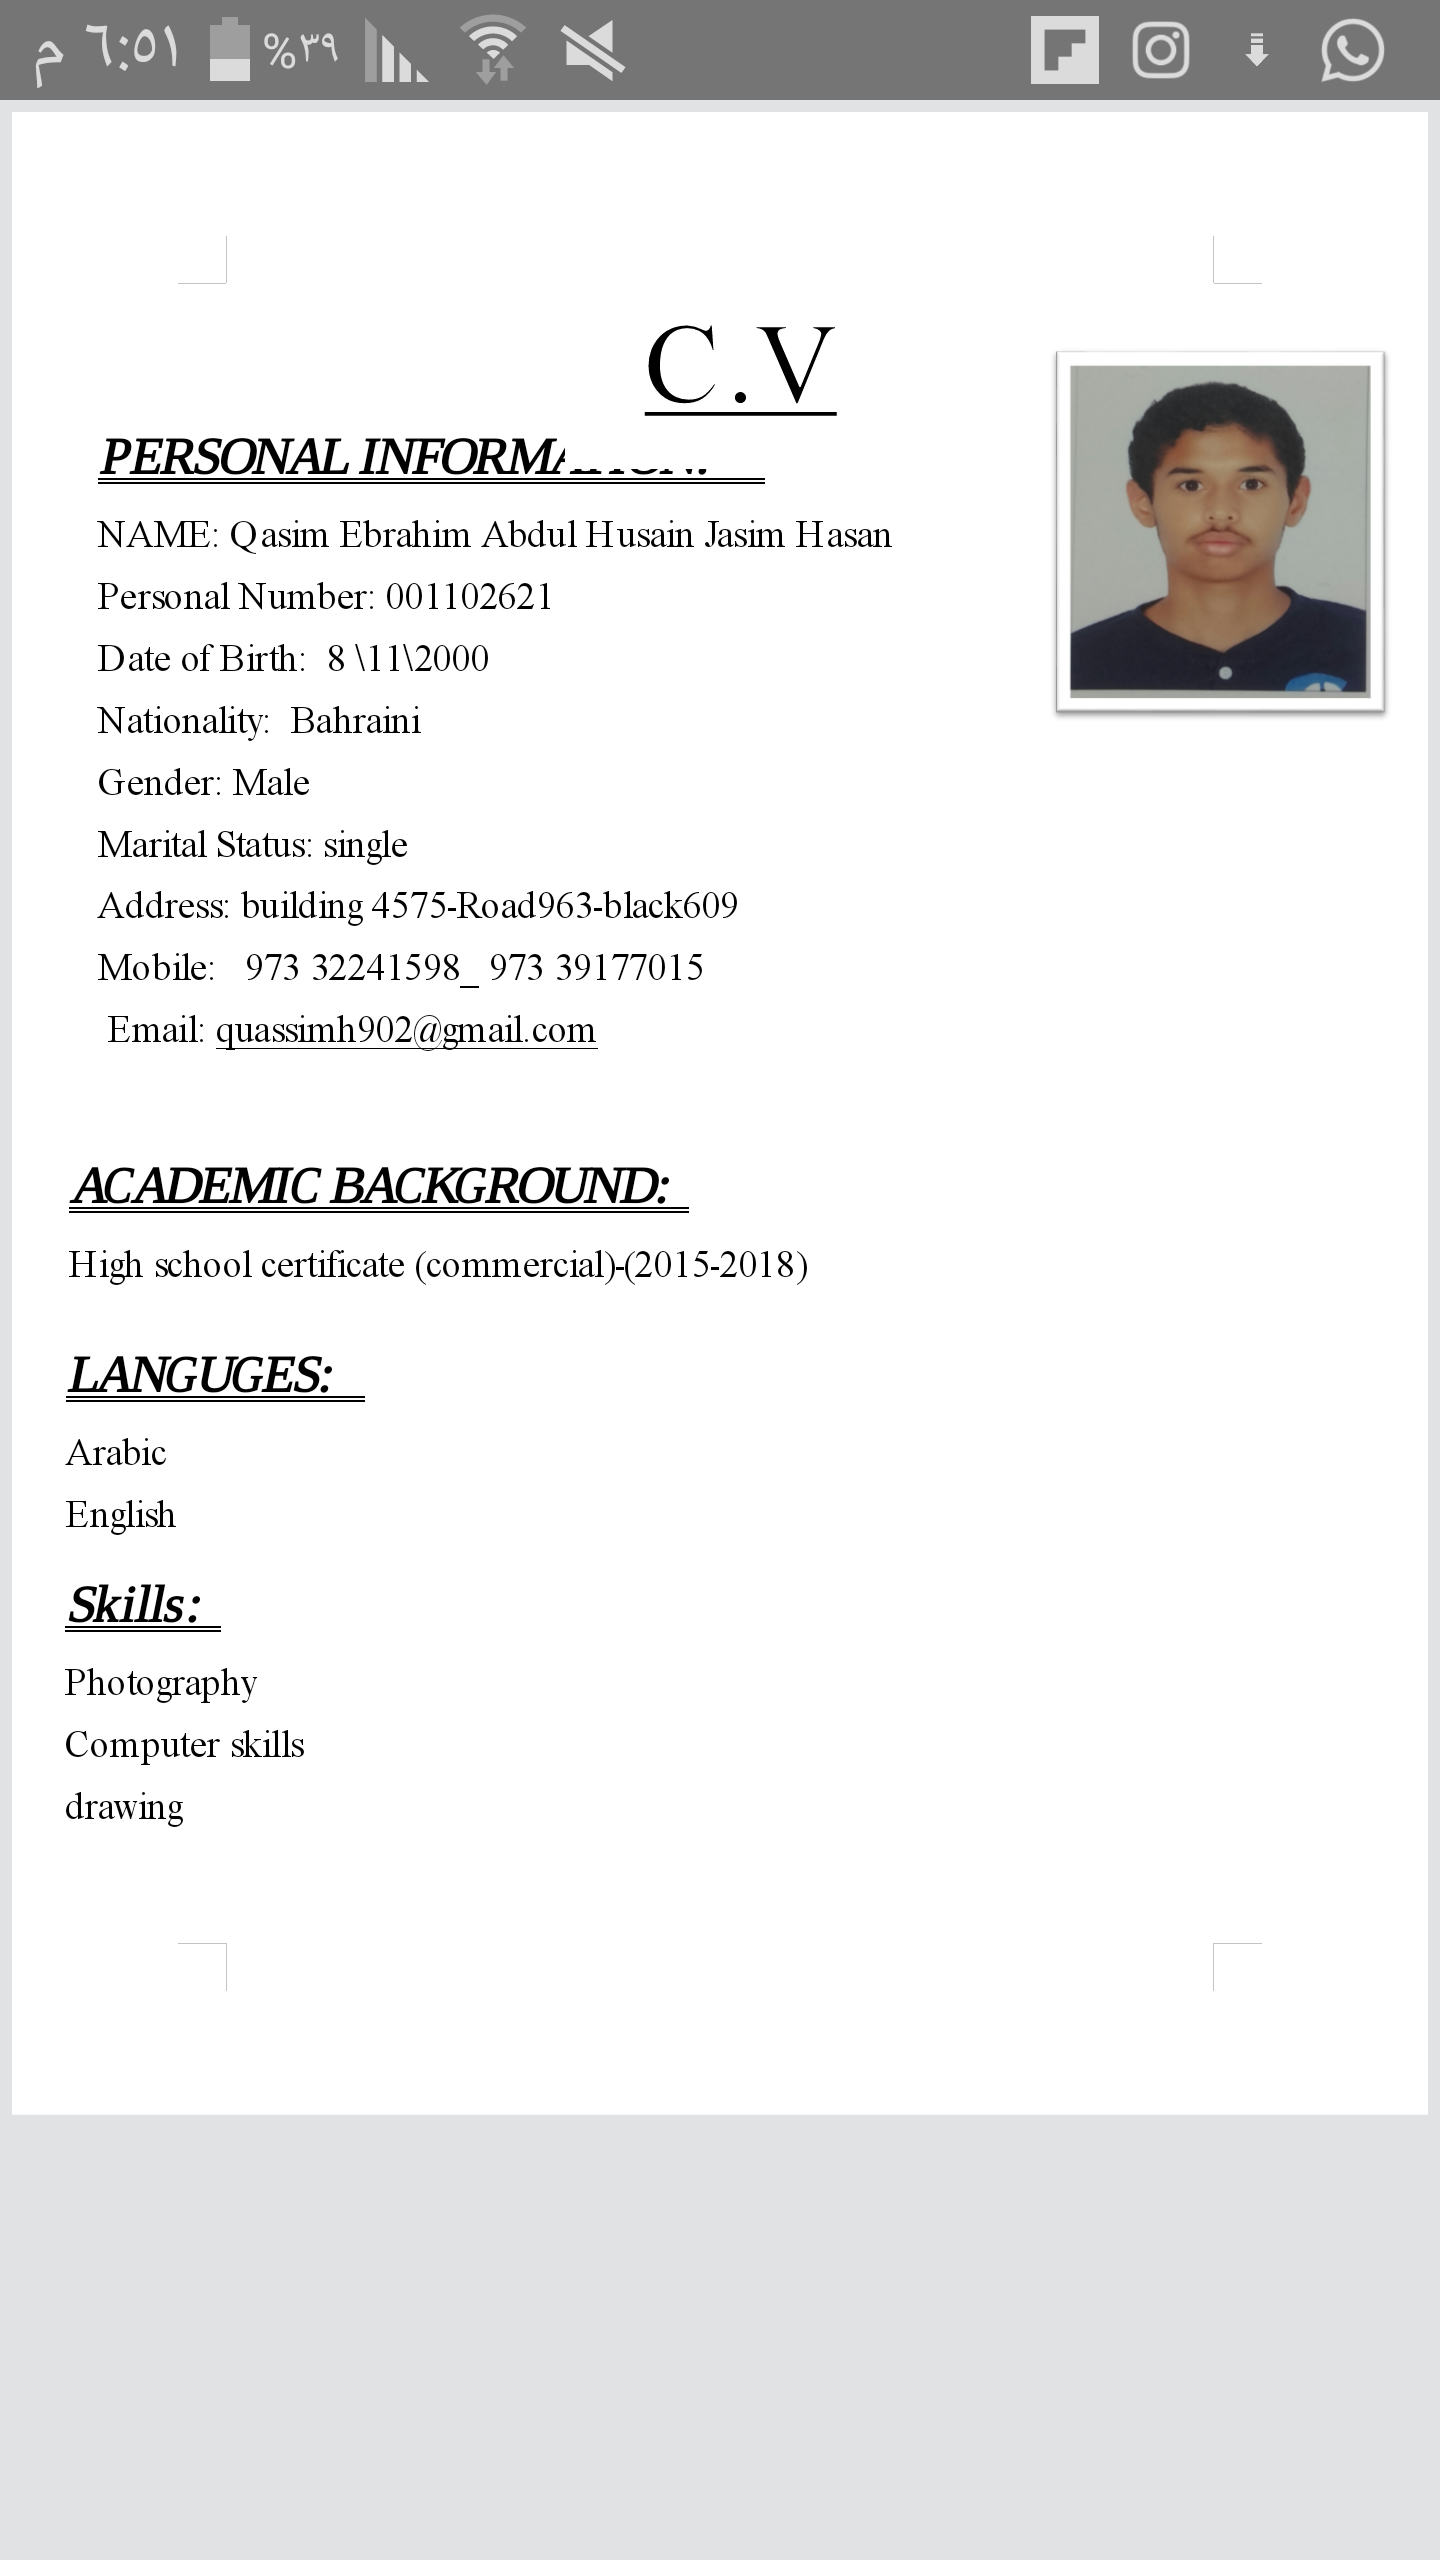 ٦:٥١ م
%٣٩
C.V
PERSONAL INFORMATION:
NAME: Qasim Ebrahim Abdul Husain Jasim Hasan
Personal Number: 001102621
Date of Birth:  8 \11\2000
Nationality:  Bahraini
Gender: Male
Marital Status: single
Address: building 4575-Road963-black609
Mobile:   973 32241598_ 973 39177015
Email: quassimh902@gmail.com
ACADEMIC BACKGROUND:
High school certificate (commercial)-(2015-2018)
LANGUGES:
Arabic
English
Skills:
Photography
Computer skills
drawing